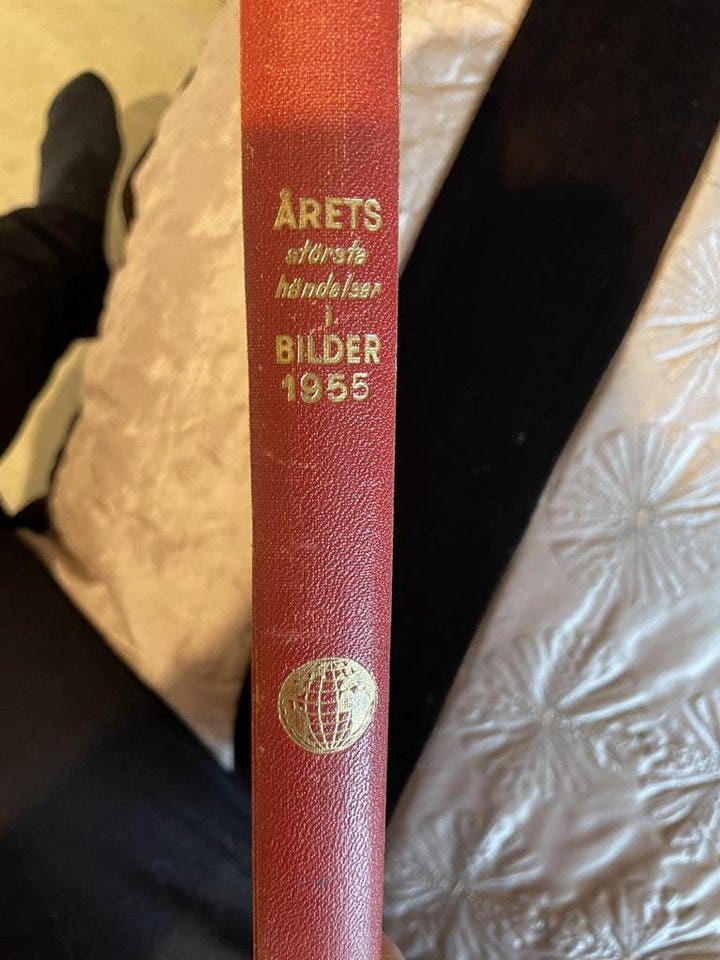 ÅRETS
största
händelser
i
BILDER
1955